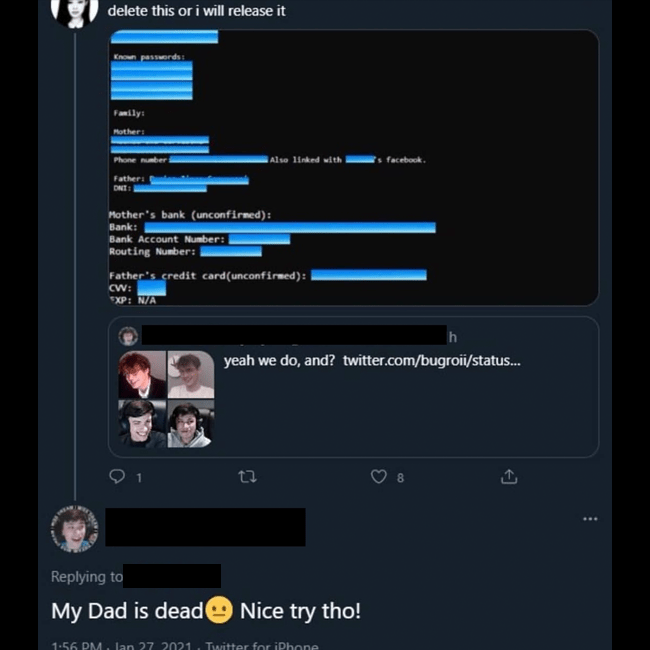 delete this or i will release it
Known passwords:
Family:
Mother:
Phone number: Also linked with 's facebook.
Father:
DNI:
Mother's bank (unconfirmed):
Bank:
Bank Account Number:
Routing Number:
Father's credit card(unconfirmed):
CVV:
EXP: N/A
h
yeah we do, and? twitter.com/bugroii/status...
1 8
Replying to
My Dad is dead😐 Nice try tho!
1:56 PM · Jan 27, 2021 · Twitter for iPhone